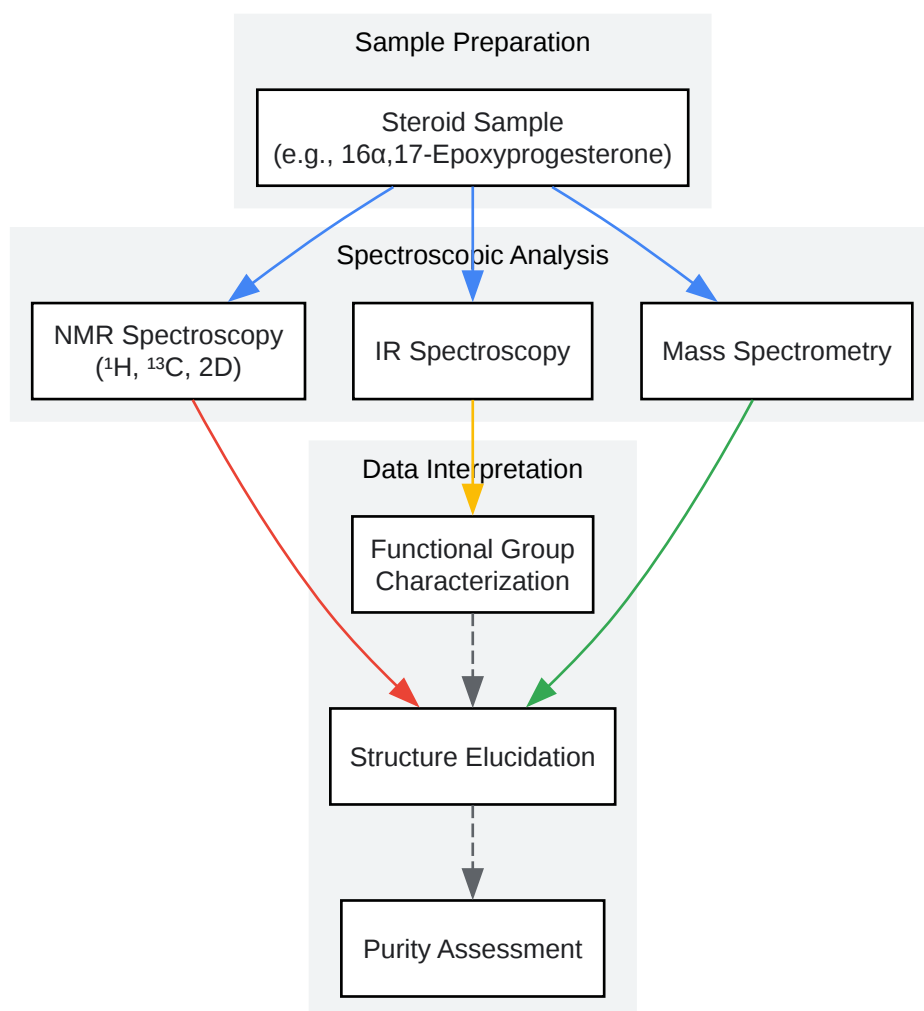 Sample Preparation
Steroid Sample
(e.g., 16α,17-Epoxyprogesterone)
Spectroscopic Analysis
NMR Spectroscopy
(¹H, ¹³C, 2D)
IR Spectroscopy
Mass Spectrometry
Data Interpretation
Functional Group
Characterization
Structure Elucidation
Purity Assessment